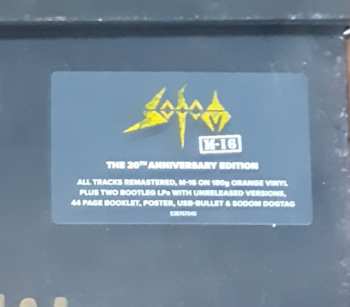 SODOM
M-16
THE 20TH ANNIVERSARY EDITION
ALL TRACKS REMASTERED, M-16 ON 180g ORANGE VINYL
PLUS TWO BOOTLEG LPs WITH UNRELEASED VERSIONS,
44 PAGE BOOKLET, POSTER, USB-BULLET & SODOM DOGTAG